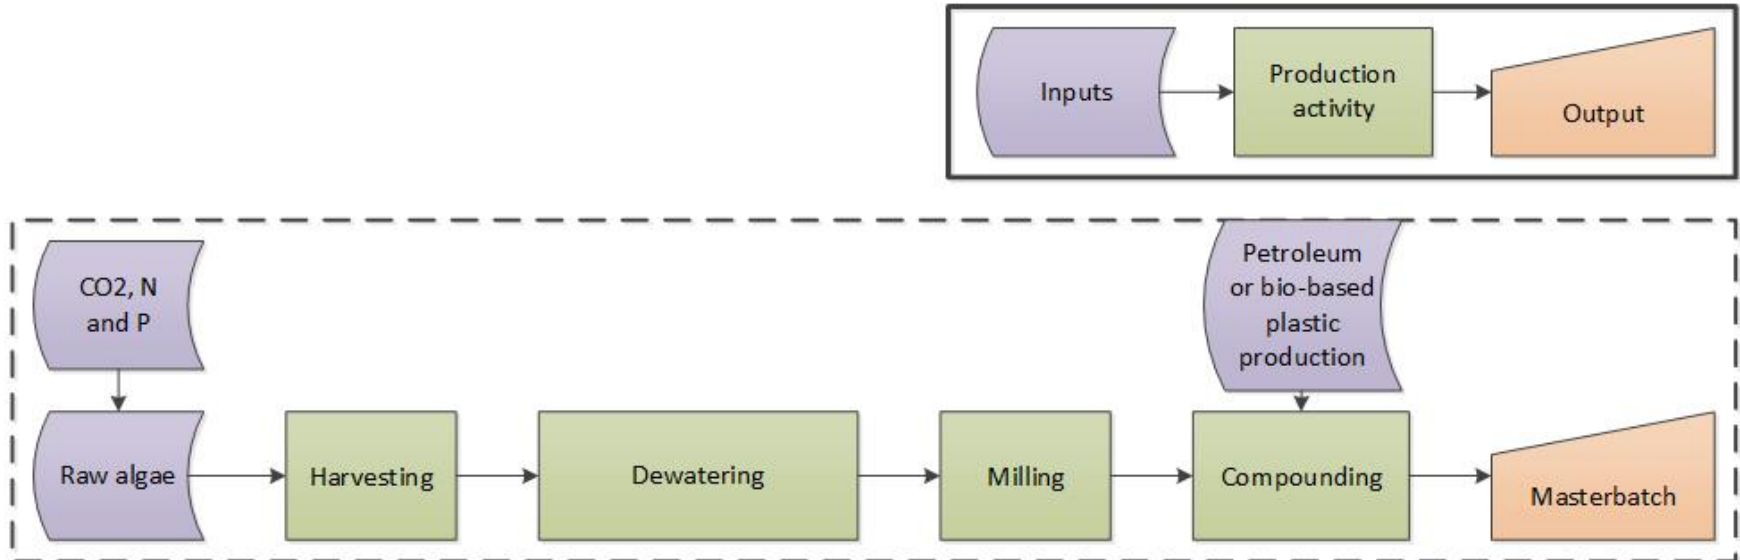 Inputs
Production
activity
Output
CO2, N
and P
Petroleum
or bio-based
plastic
production
Raw algae
Harvesting
Dewatering
Milling
Compounding
Masterbatch